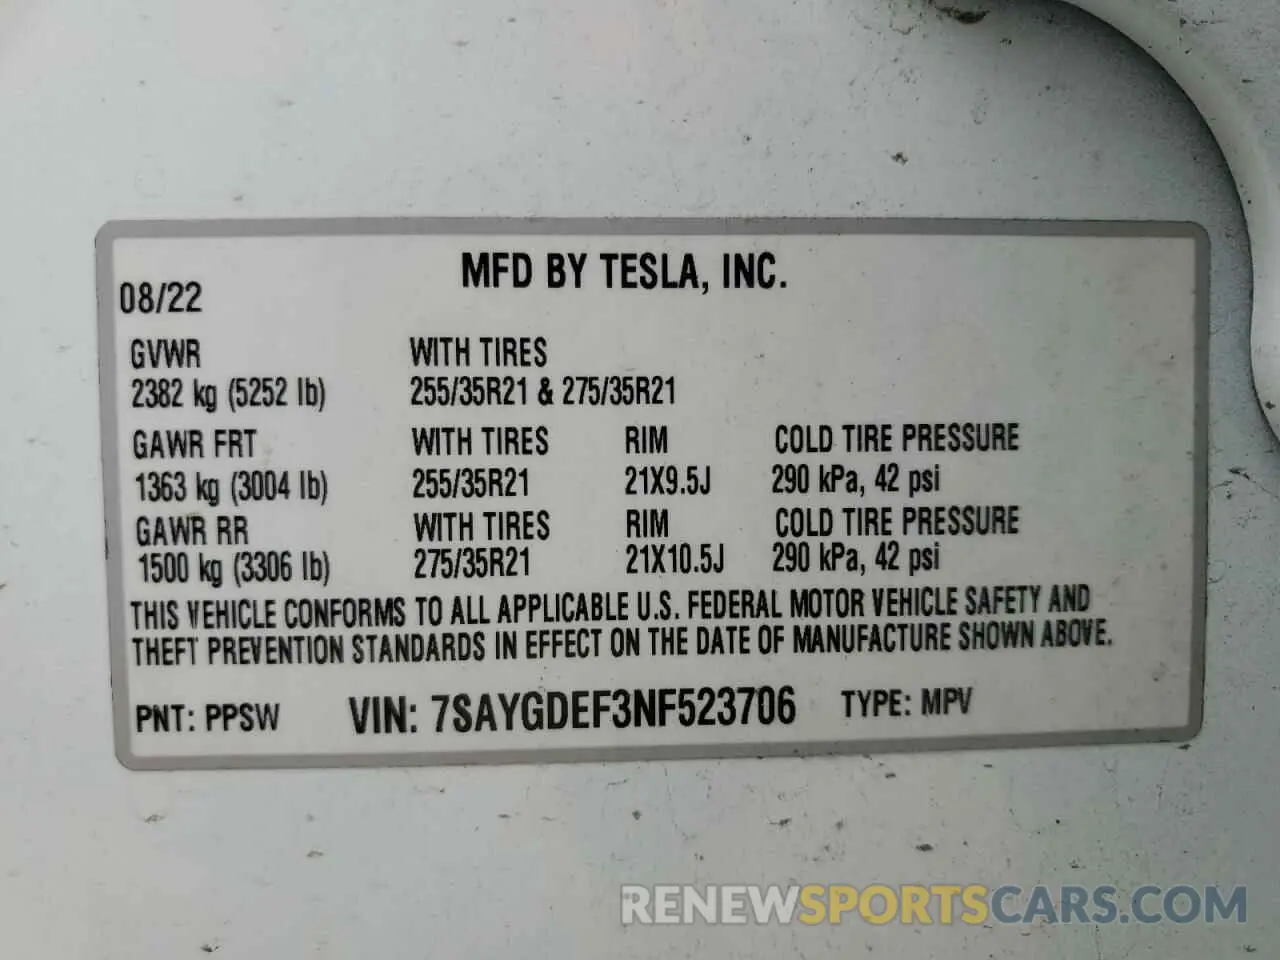 MFD BY TESLA, INC.
08/22
GVWR WITH TIRES
2382 kg (5252 lb) 255/35R21 & 275/35R21
GAWR FRT WITH TIRES RIM COLD TIRE PRESSURE
1363 kg (3004 lb) 255/35R21 21X9.5J 290 kPa, 42 psi
GAWR RR WITH TIRES RIM COLD TIRE PRESSURE
1500 kg (3306 lb) 275/35R21 21X10.5J 290 kPa, 42 psi
THIS VEHICLE CONFORMS TO ALL APPLICABLE U.S. FEDERAL MOTOR VEHICLE SAFETY AND
THEFT PREVENTION STANDARDS IN EFFECT ON THE DATE OF MANUFACTURE SHOWN ABOVE.
PNT: PPSW VIN: 7SAYGDEF3NF523706 TYPE: MPV
RENEWSPORTSCARS.COM